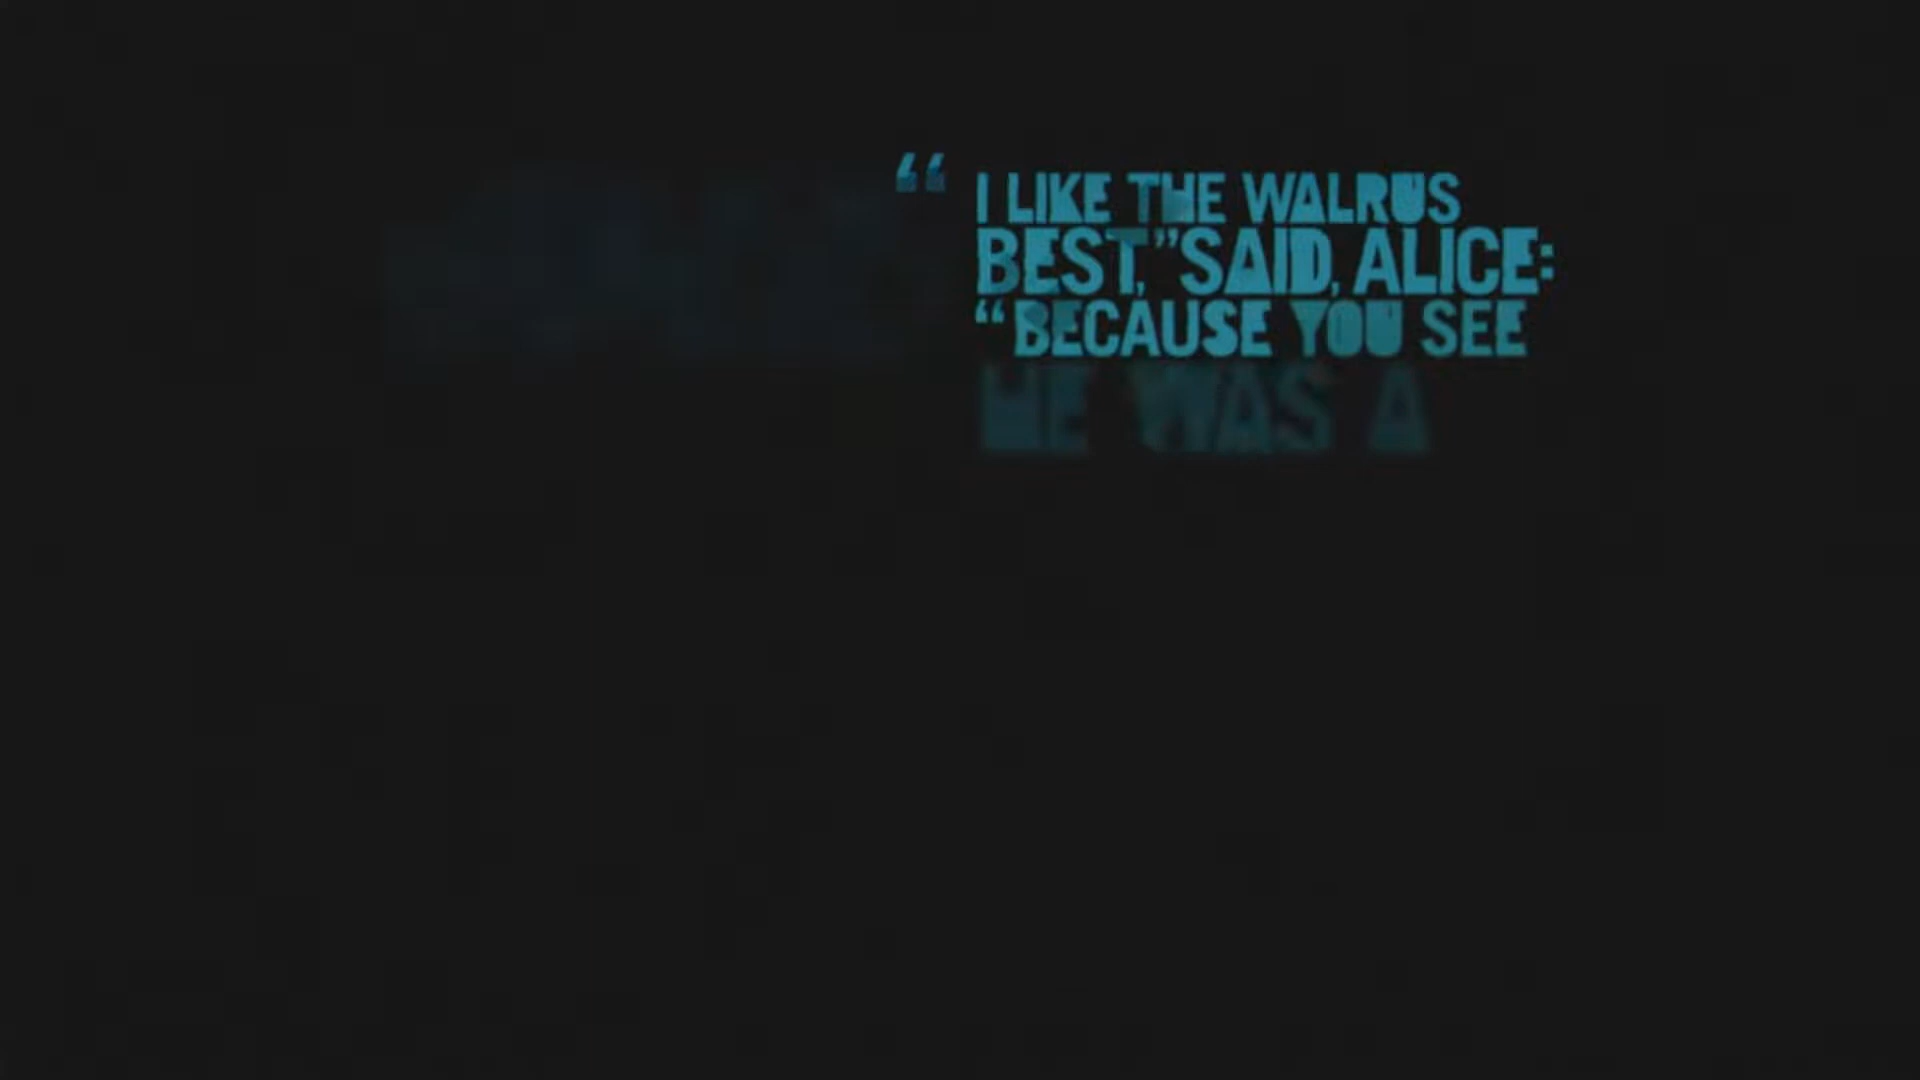 “ I LIKE THE WALRUS
BEST,” SAID, ALICE:
“BECAUSE YOU SEE
HE WAS A